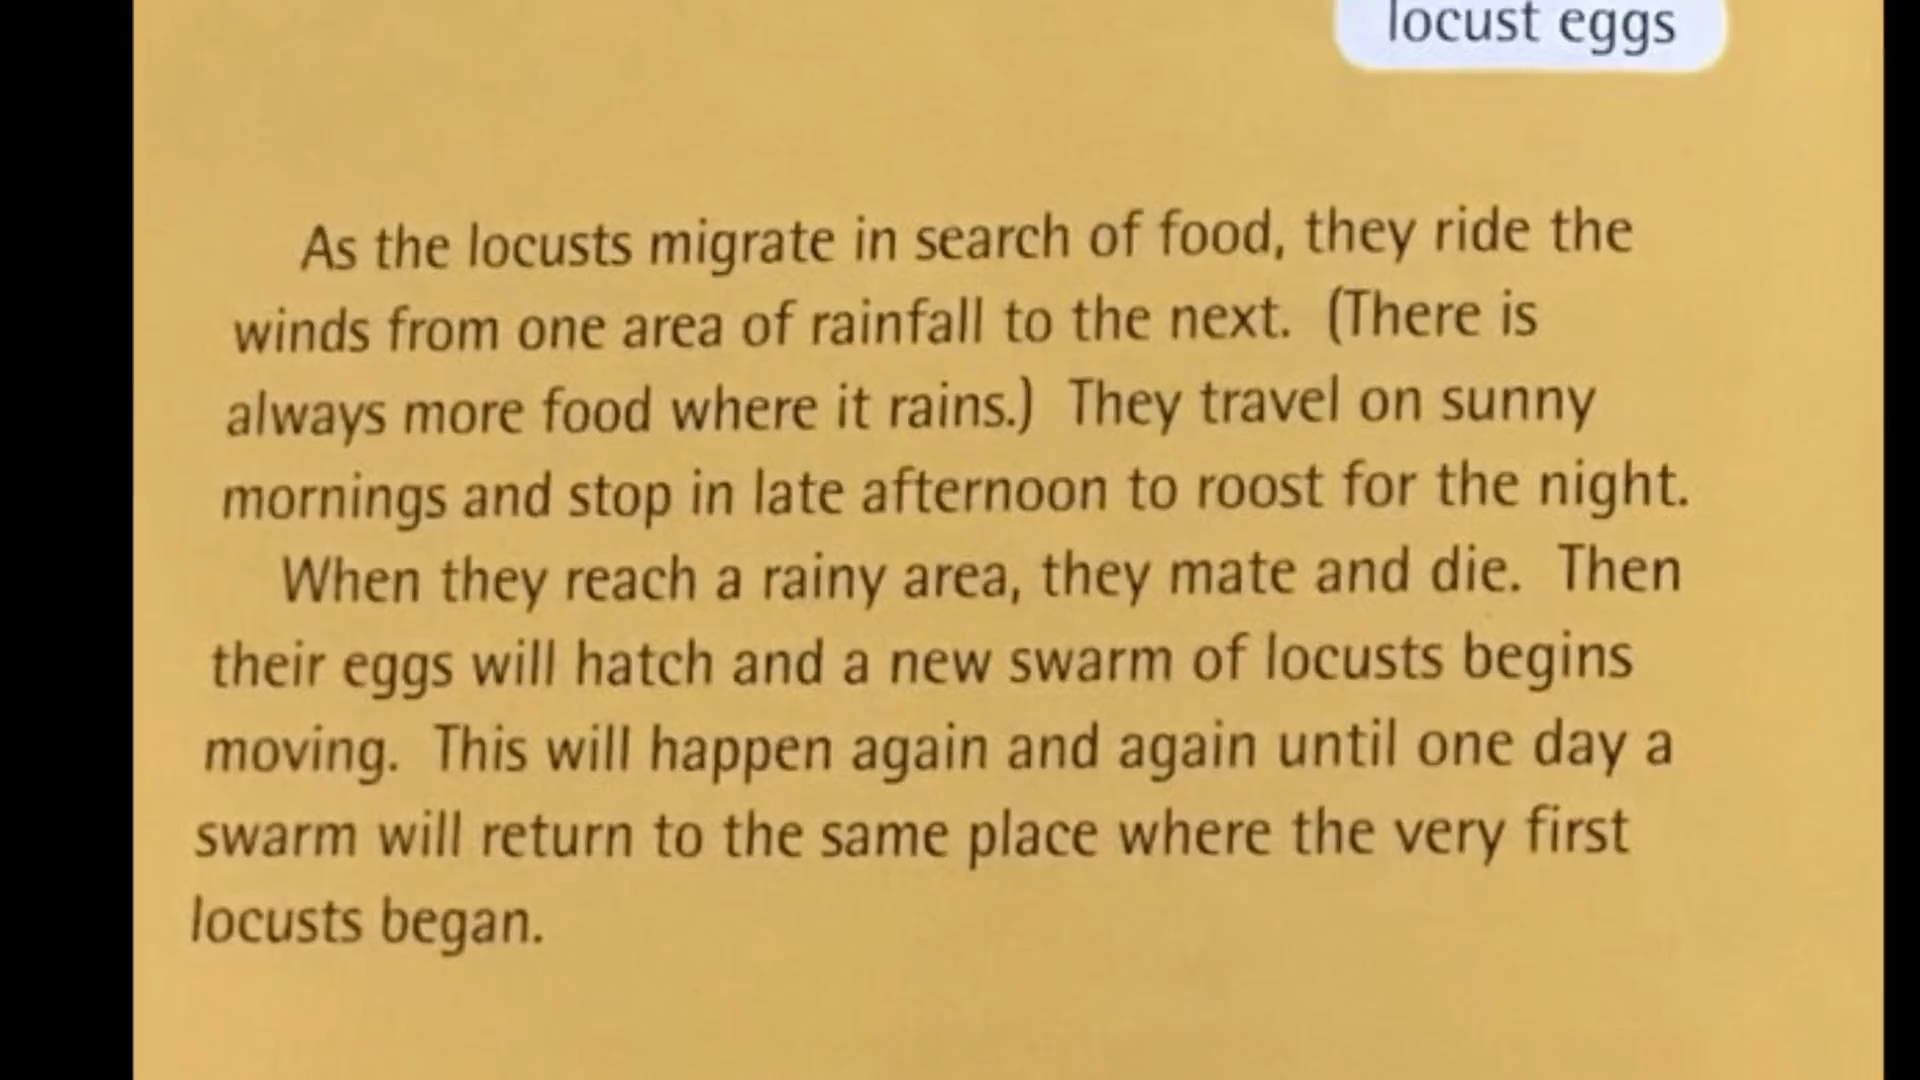 locust eggs
As the locusts migrate in search of food, they ride the
winds from one area of rainfall to the next. (There is
always more food where it rains.) They travel on sunny
mornings and stop in late afternoon to roost for the night.
When they reach a rainy area, they mate and die. Then
their eggs will hatch and a new swarm of locusts begins
moving. This will happen again and again until one day a
swarm will return to the same place where the very first
locusts began.